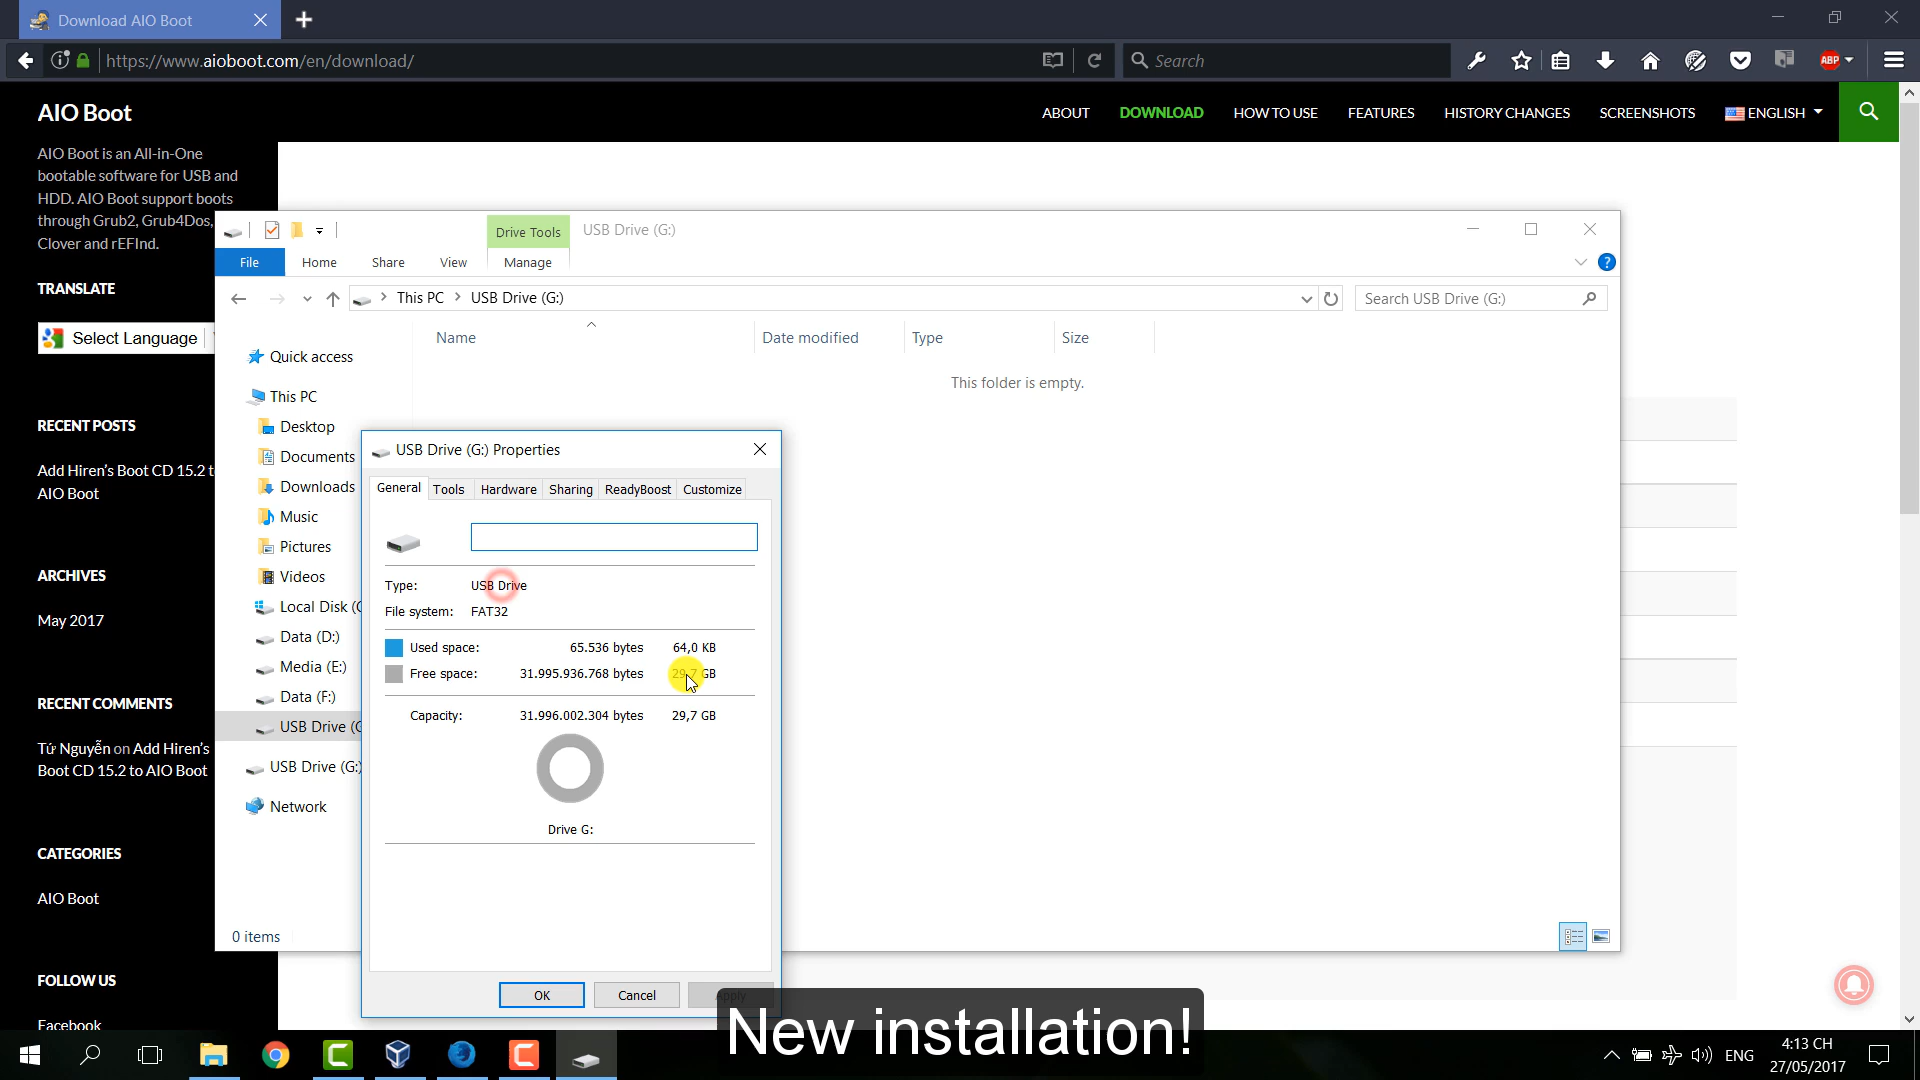 Download AIO Boot
https://www.aioboot.com/en/download/
Search
ABP
AIO Boot
ABOUT
DOWNLOAD
HOW TO USE
FEATURES
HISTORY CHANGES
SCREENSHOTS
ENGLISH
AIO Boot is an All-in-One
bootable software for USB and
HDD. AIO Boot support boots
through Grub2, Grub4Dos,
Clover and rEFInd.
TRANSLATE
Select Language
RECENT POSTS
Add Hiren's Boot CD 15.2 to
AIO Boot
ARCHIVES
May 2017
RECENT COMMENTS
Tứ Nguyễn on Add Hiren's
Boot CD 15.2 to AIO Boot
CATEGORIES
AIO Boot
FOLLOW US
Facebook
Drive Tools
USB Drive (G:)
File
Home
Share
View
Manage
This PC
USB Drive (G:)
Search USB Drive (G:)
Name
Date modified
Type
Size
This folder is empty.
Quick access
This PC
Desktop
Documents
Downloads
Music
Pictures
Videos
Local Disk (C
Data (D:)
Media (E:)
Data (F:)
USB Drive (G
USB Drive (G:)
Network
0 items
USB Drive (G:) Properties
General
Tools
Hardware
Sharing
ReadyBoost
Customize
Type:
USB Drive
File system:
FAT32
Used space:
65.536 bytes
64,0 KB
Free space:
31.995.936.768 bytes
29,7 GB
Capacity:
31.996.002.304 bytes
29,7 GB
Drive G:
OK
Cancel
Apply
New installation!
ENG
4:13 CH
27/05/2017